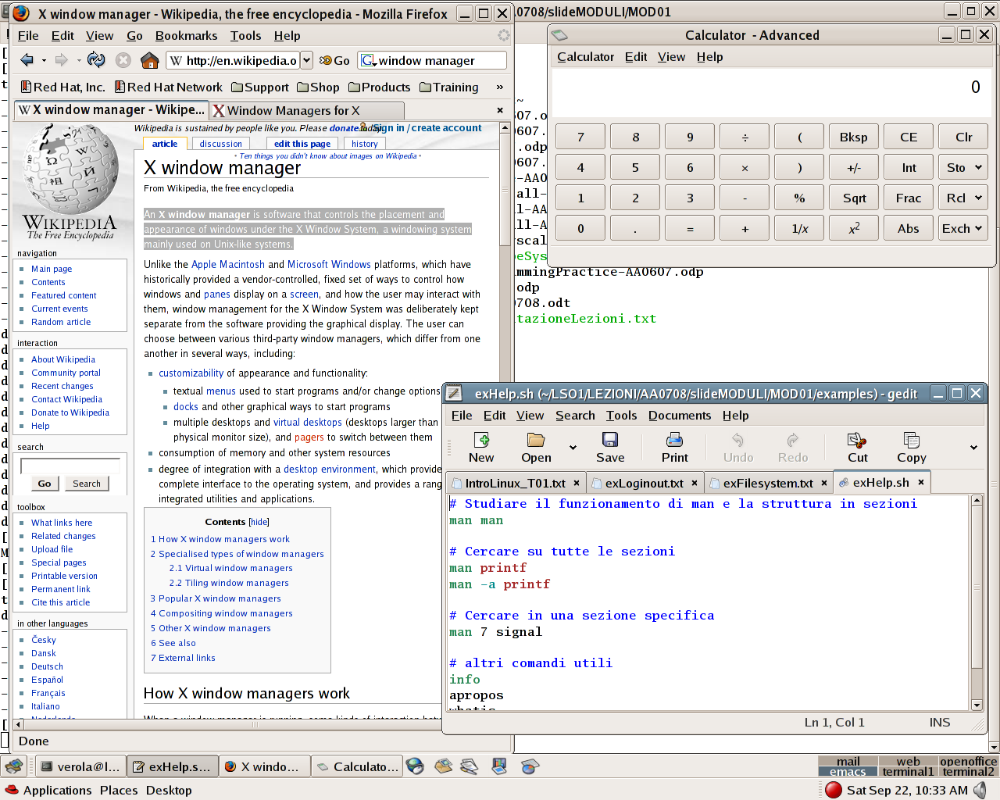 X window manager - Wikipedia, the free encyclopedia - Mozilla Firefox
File Edit View Go Bookmarks Tools Help
http://en.wikipedia.o Go window manager
Red Hat, Inc. Red Hat Network Support Shop Products Training »
X window manager - Wikipe... Window Managers for X
Wikipedia is sustained by people like you. Please donate today. Sign in / create account
article discussion edit this page history
• Ten things you didn't know about images on Wikipedia •
X window manager
From Wikipedia, the free encyclopedia
An X window manager is software that controls the placement and
appearance of windows under the X Window System, a windowing system
mainly used on Unix-like systems.
Unlike the Apple Macintosh and Microsoft Windows platforms, which have
historically provided a vendor-controlled, fixed set of ways to control how
windows and panes display on a screen, and how the user may interact with
them, window management for the X Window System was deliberately kept
separate from the software providing the graphical display. The user can
choose between various third-party window managers, which differ from one
another in several ways, including:
customizability of appearance and functionality:
textual menus used to start programs and/or change options
docks and other graphical ways to start programs
multiple desktops and virtual desktops (desktops larger than
physical monitor size), and pagers to switch between them
consumption of memory and other system resources
degree of integration with a desktop environment, which provide
complete interface to the operating system, and provides a rang
integrated utilities and applications.
Contents [hide]
1 How X window managers work
2 Specialised types of window managers
2.1 Virtual window managers
2.2 Tiling window managers
3 Popular X window managers
4 Compositing window managers
5 Other X window managers
6 See also
7 External links
How X window managers work
WIKIPEDIA
The Free Encyclopedia
navigation
Main page
Contents
Featured content
Current events
Random article
interaction
About Wikipedia
Community portal
Recent changes
Contact Wikipedia
Donate to Wikipedia
Help
search
Go Search
toolbox
What links here
Related changes
Upload file
Special pages
Printable version
Permanent link
Cite this article
in other languages
Česky
Dansk
Deutsch
Español
Français
Italiano
Nederlands
Done
A0708/slideMODULI/MOD01
Calculator - Advanced
Calculator Edit View Help
0
7 8 9 ÷ ( Bksp CE Clr
4 5 6 × ) +/- Int Sto
1 2 3 - % Sqrt Frac Rcl
0 . = + 1/x x² Abs Exch
~
607.o
607.o
.odp
607.o
-AA0
all-
ll-AA
ll-AA
yscal
eSys
mmingPractice-AA0607.odp
odp
0708.odt
tazioneLezioni.txt
exHelp.sh (~/LSO1/LEZIONI/AA0708/slideMODULI/MOD01/examples) - gedit
File Edit View Search Tools Documents Help
New Open Save Print Undo Redo Cut Copy
IntroLinux_T01.txt exLoginout.txt exFilesystem.txt exHelp.sh
# Studiare il funzionamento di man e la struttura in sezioni
man man
# Cercare su tutte le sezioni
man printf
man -a printf
# Cercare in una sezione specifica
man 7 signal
# altri comandi utili
info
apropos
whatis
Ln 1, Col 1 INS
verola@l... exHelp.s... X windo... Calculato...
mail web openoffice
emacs terminal1 terminal2
Applications Places Desktop
Sat Sep 22, 10:33 AM